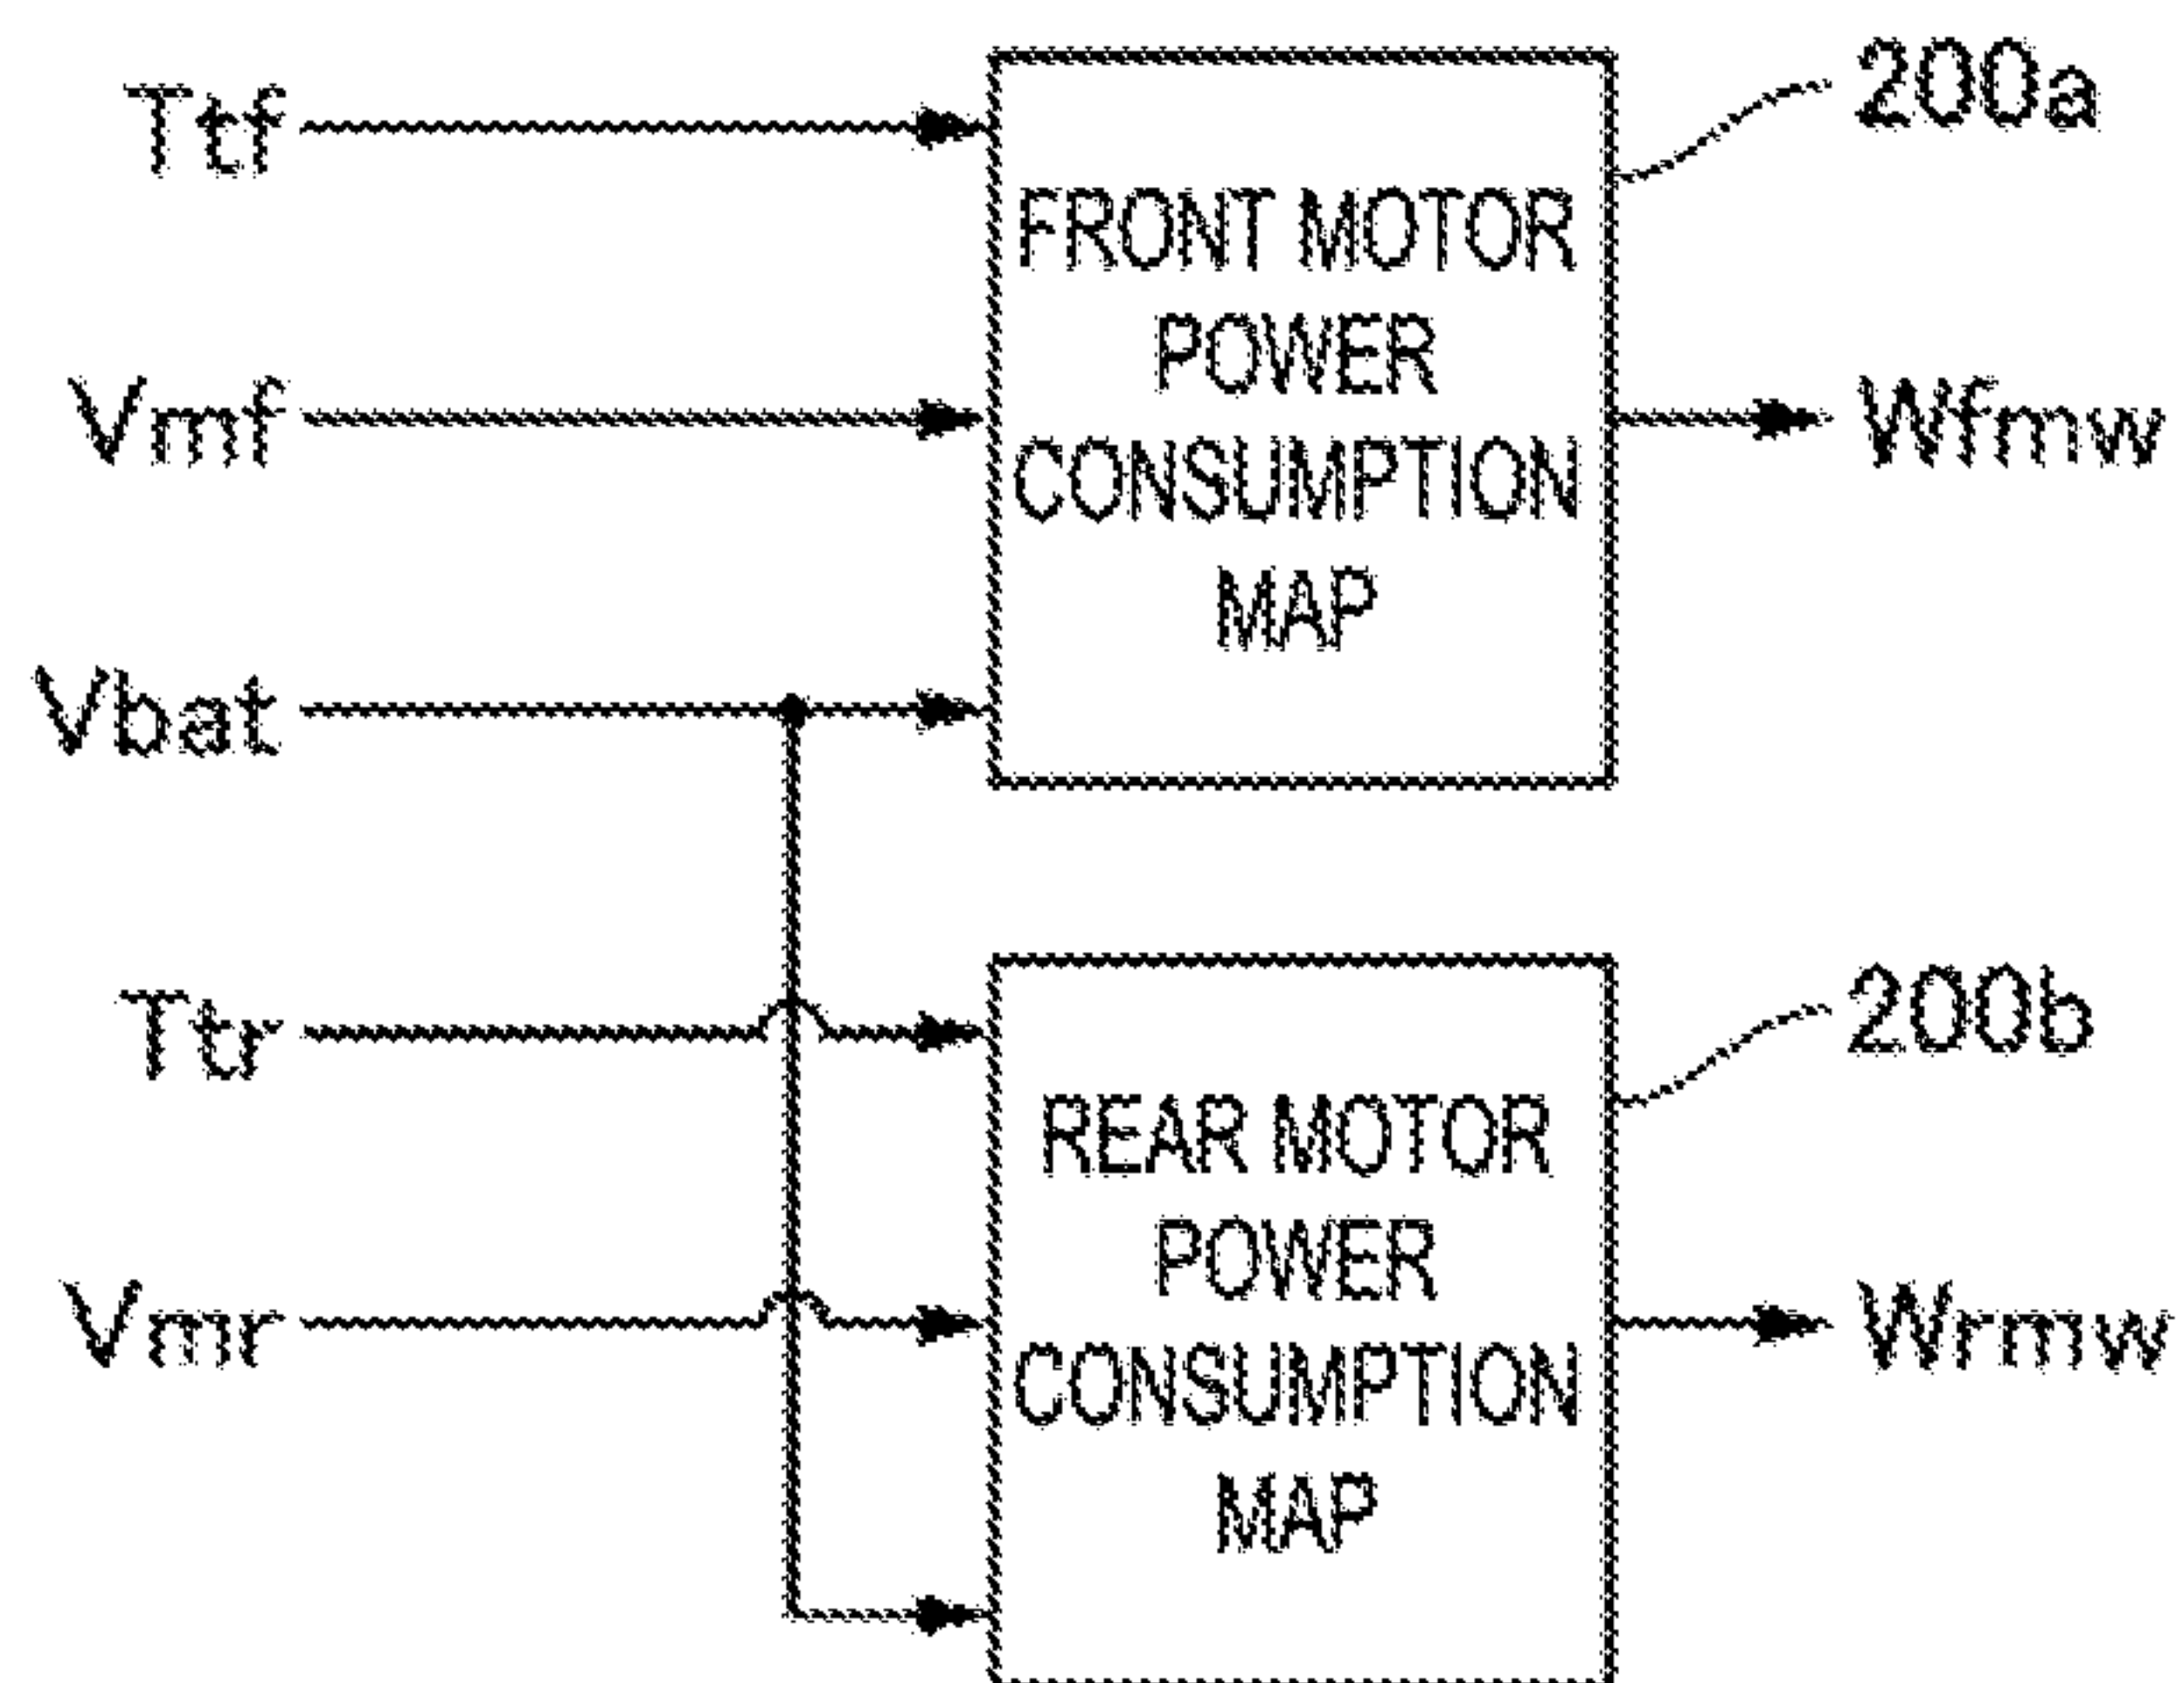 Ttf
200a
FRONT MOTOR
POWER
CONSUMPTION
MAP
Vmf
Wfmw
Vbat
Ttr
200b
REAR MOTOR
POWER
CONSUMPTION
MAP
Vmr
Wrmw